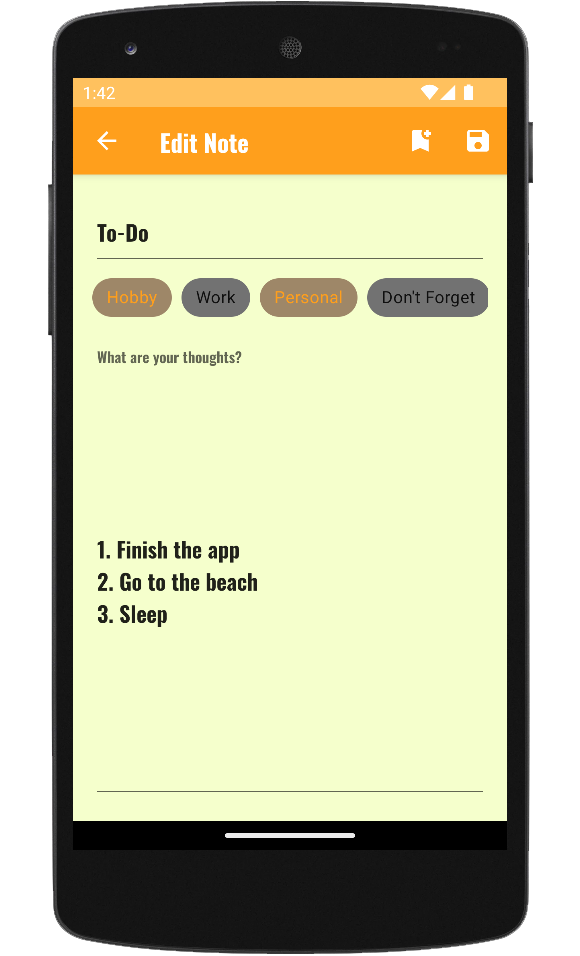 1:42
Edit Note
To-Do
Hobby Work Personal Don't Forget
What are your thoughts?
1. Finish the app
2. Go to the beach
3. Sleep